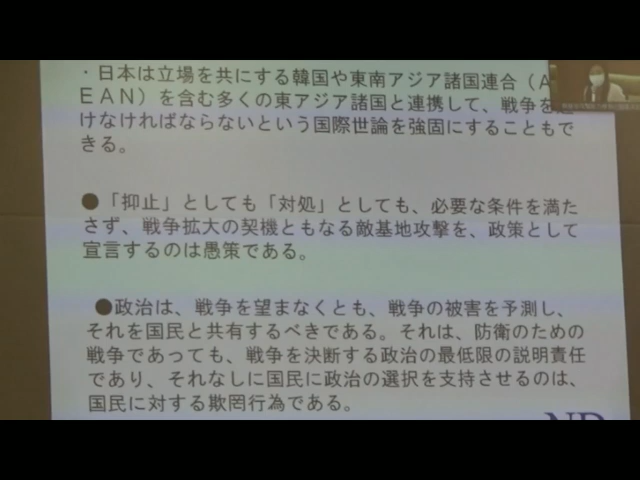 ・日本は立場を共にする韓国や東南アジア諸国連合（A
EAN）を含む多くの東アジア諸国と連携して、戦争を
けなければならないという国際世論を強固にすることもで
きる。
●「抑止」としても「対処」としても、必要な条件を満た
さず、戦争拡大の契機ともなる敵基地攻撃を、政策として
宣言するのは愚策である。
●政治は、戦争を望まなくとも、戦争の被害を予測し、
それを国民と共有するべきである。それは、防衛のための
戦争であっても、戦争を決断する政治の最低限の説明責任
であり、それなしに国民に政治の選択を支持させるのは、
国民に対する欺罔行為である。
ND